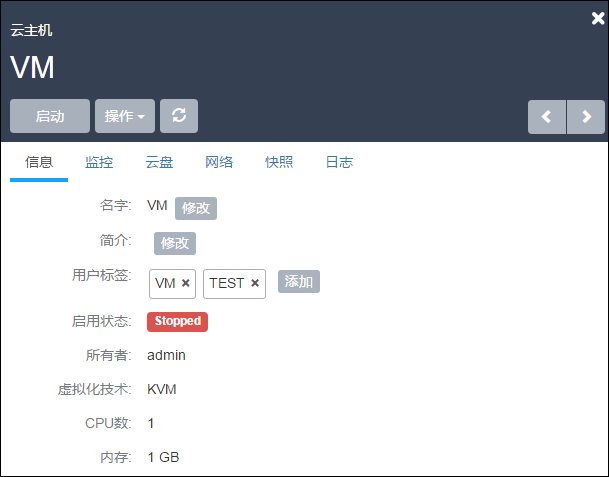 云主机
VM
启动 操作
信息 监控 云盘 网络 快照 日志
名字: VM 修改
简介: 修改
用户标签: VM × TEST × 添加
启用状态: Stopped
所有者: admin
虚拟化技术: KVM
CPU数: 1
内存: 1 GB